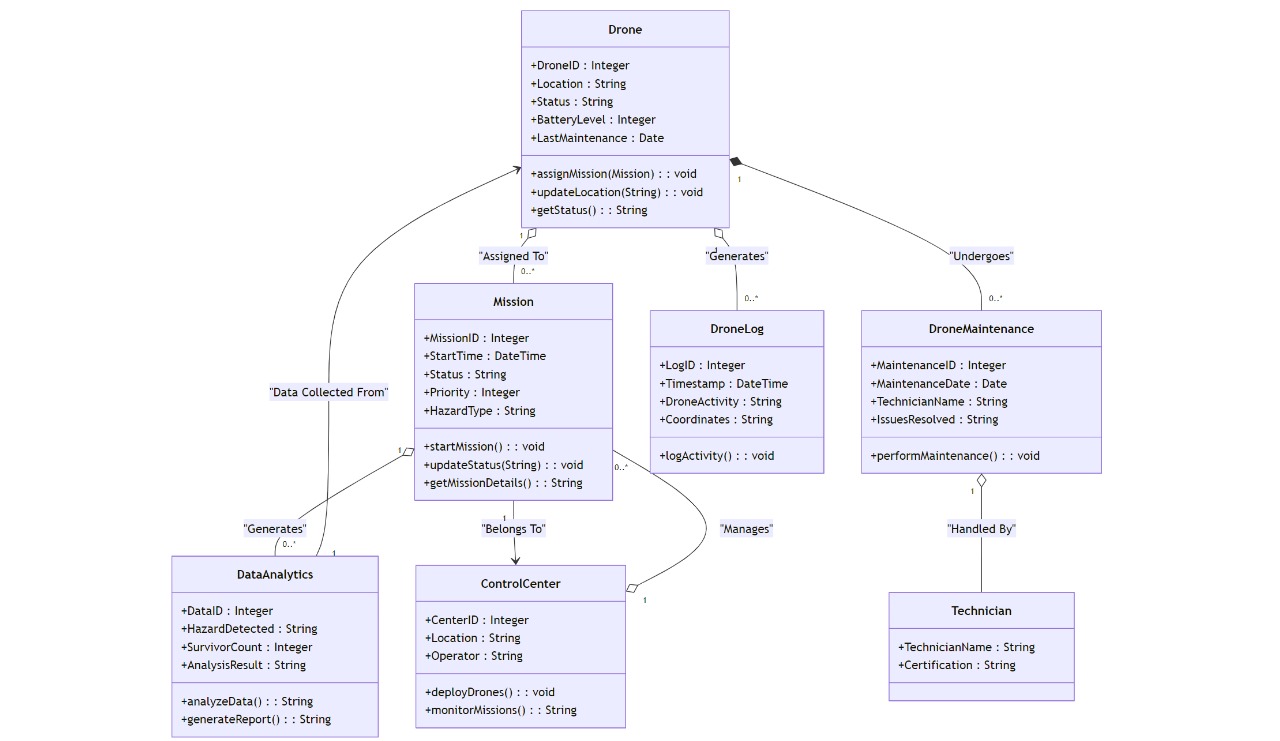 Drone
+DroneID : Integer
+Location : String
+Status : String
+BatteryLevel : Integer
+LastMaintenance : Date
+assignMission(Mission) : : void
+updateLocation(String) : : void
+getStatus() : : String
1
1
1
"Assigned To"
"Generates"
"Undergoes"
0..*
0..*
0..*
Mission
+MissionID : Integer
+StartTime : DateTime
+Status : String
+Priority : Integer
+HazardType : String
+startMission() : : void
+updateStatus(String) : : void
+getMissionDetails() : : String
DroneLog
+LogID : Integer
+Timestamp : DateTime
+DroneActivity : String
+Coordinates : String
+logActivity() : : void
DroneMaintenance
+MaintenanceID : Integer
+MaintenanceDate : Date
+TechnicianName : String
+IssuesResolved : String
+performMaintenance() : : void
"Data Collected From"
1
0..*
1
1
"Generates"
"Belongs To"
"Manages"
"Handled By"
0..*
1
1
DataAnalytics
+DataID : Integer
+HazardDetected : String
+SurvivorCount : Integer
+AnalysisResult : String
+analyzeData() : : String
+generateReport() : : String
ControlCenter
+CenterID : Integer
+Location : String
+Operator : String
+deployDrones() : : void
+monitorMissions() : : String
Technician
+TechnicianName : String
+Certification : String